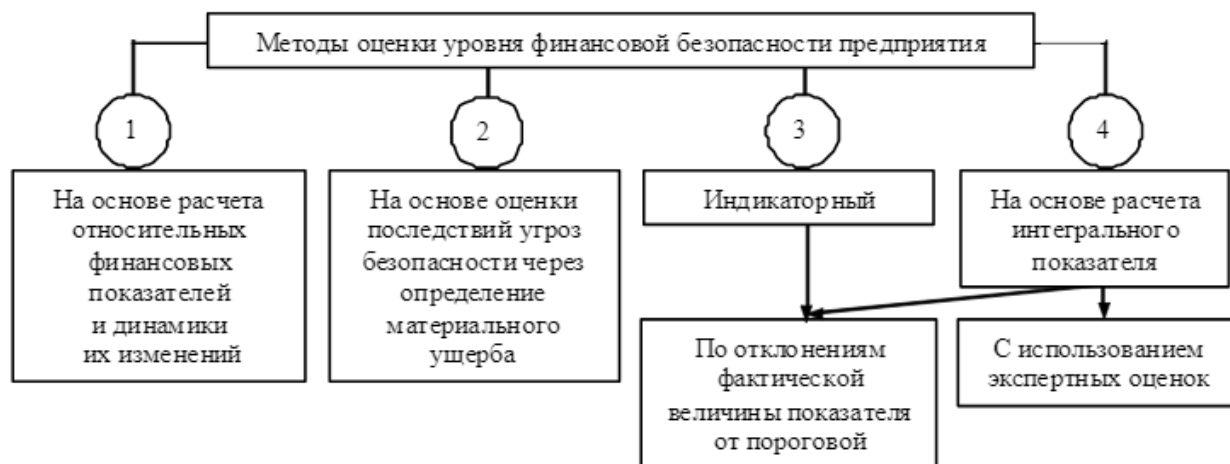 Методы оценки уровня финансовой безопасности предприятия
1
2
3
4
На основе расчета
относительных
финансовых
показателей
и динамики
их изменений
На основе оценки
последствий угроз
безопасности через
определение
материального
ущерба
Индикаторный
На основе расчета
интегрального
показателя
По отклонениям
фактической
величины показателя
от пороговой
С использованием
экспертных оценок